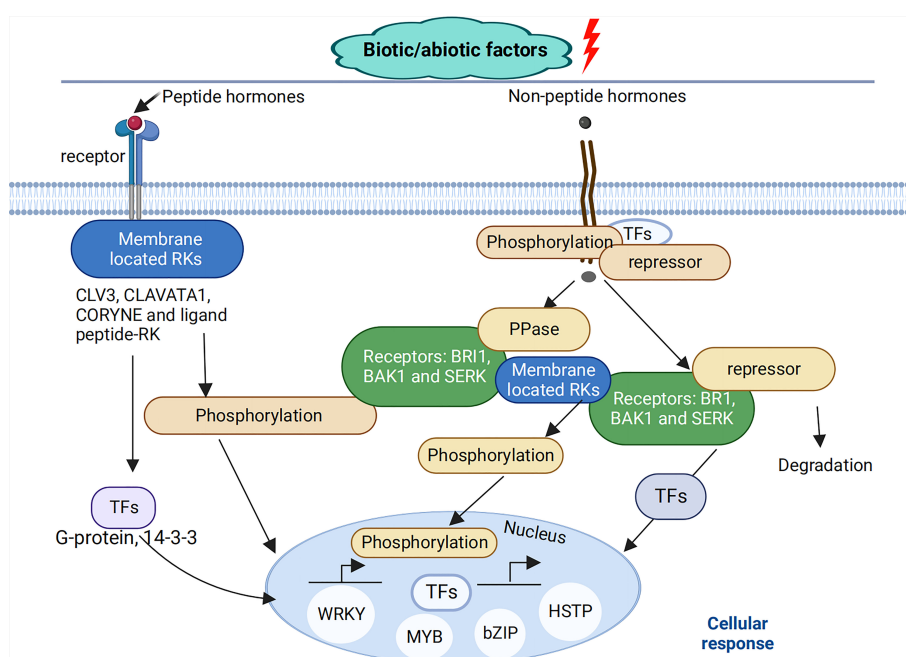 Biotic/abiotic factors
Peptide hormones
Non-peptide hormones
receptor
TFs
Phosphorylation
repressor
Membrane
located RKs
CLV3, CLAVATA1,
CORYNE and ligand
peptide-RK
PPase
Receptors: BRI1,
BAK1 and SERK
Membrane
located RKs
repressor
Receptors: BR1,
BAK1 and SERK
Phosphorylation
Phosphorylation
Degradation
TFs
TFs
G-protein, 14-3-3
Nucleus
Phosphorylation
TFs
WRKY
MYB
bZIP
HSTP
Cellular
response